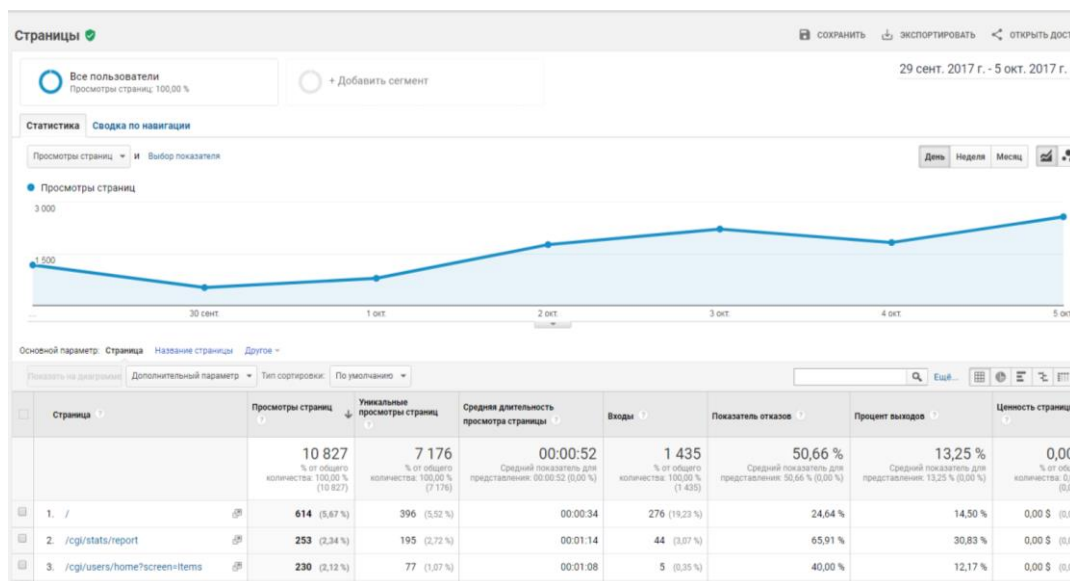 Страницы
СОХРАНИТЬ ЭКСПОРТИРОВАТЬ ОТКРЫТЬ ДОСТ
Все пользователи
Просмотры страниц: 100,00 %
+ Добавить сегмент
29 сент. 2017 г. - 5 окт. 2017 г.
Статистика Сводка по навигации
Просмотры страниц и Выбор показателя
День Неделя Месяц
Просмотры страниц
3 000
1 500
... 30 сент. 1 окт. 2 окт. 3 окт. 4 окт. 5 окт
Основной параметр: Страница Название страницы Другое
Показать на диаграмме Дополнительный параметр Тип сортировки: По умолчанию Ещё...
Страница ? Просмотры страниц ? Уникальные просмотры страниц ? Средняя длительность просмотра страницы ? Входы ? Показатель отказов ? Процент выходов ? Ценность страницы ?
10 827 7 176 00:00:52 1 435 50,66 % 13,25 % 0,00
% от общего количества: 100,00 % (10 827) % от общего количества: 100,00 % (7 176) Средний показатель для представления: 00:00:52 (0,00 %) % от общего количества: 100,00 % (1 435) Средний показатель для представления: 50,66 % (0,00 %) Средний показатель для представления: 13,25 % (0,00 %)
1. / 614 (5,67 %) 396 (5,52 %) 00:00:34 276 (19,23 %) 24,64 % 14,50 % 0,00 $
2. /cgi/stats/report 253 (2,34 %) 195 (2,72 %) 00:01:14 44 (3,07 %) 65,91 % 30,83 % 0,00 $
3. /cgi/users/home?screen=Items 230 (2,12 %) 77 (1,07 %) 00:01:08 5 (0,35 %) 40,00 % 12,17 % 0,00 $